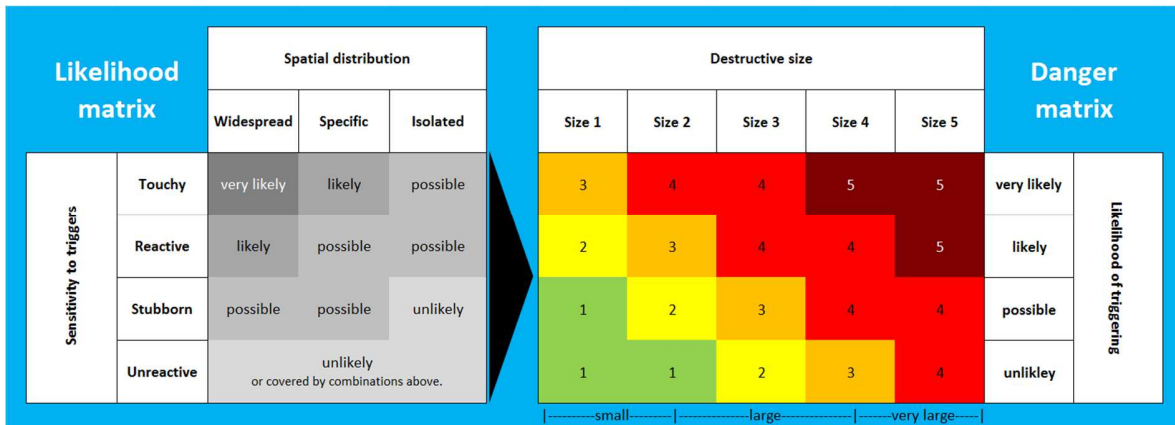 Likelihood
matrix
Spatial distribution
Widespread Specific Isolated
Sensitivity to triggers
Touchy very likely likely possible
Reactive likely possible possible
Stubborn possible possible unlikely
Unreactive unlikely
or covered by combinations above.
Destructive size
Danger
matrix
Size 1 Size 2 Size 3 Size 4 Size 5
3 4 4 5 5 very likely
2 3 4 4 5 likely
1 2 3 4 4 possible
1 1 2 3 4 unlikley
Likelihood of triggering
|---------small---------|-----------large-----------|-------very large-----|